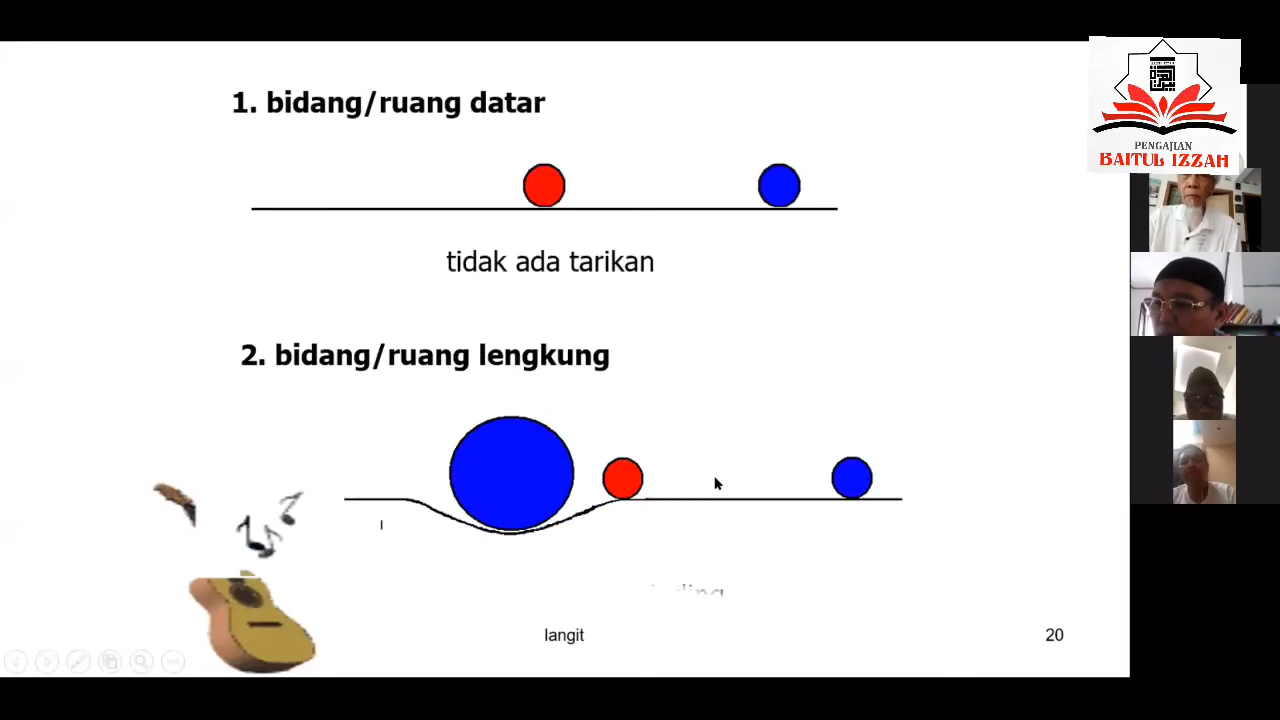 1. bidang/ruang datar
tidak ada tarikan
2. bidang/ruang lengkung
langit
20
PENGAJIAN
BAITUL IZZAH